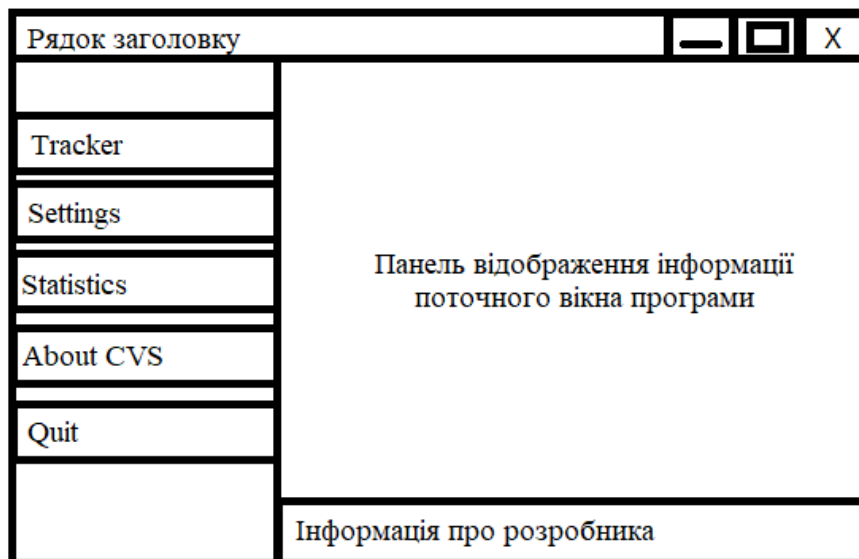 Рядок заголовку
X
Tracker
Settings
Statistics
About CVS
Quit
Панель відображення інформації
поточного вікна програми
Інформація про розробника